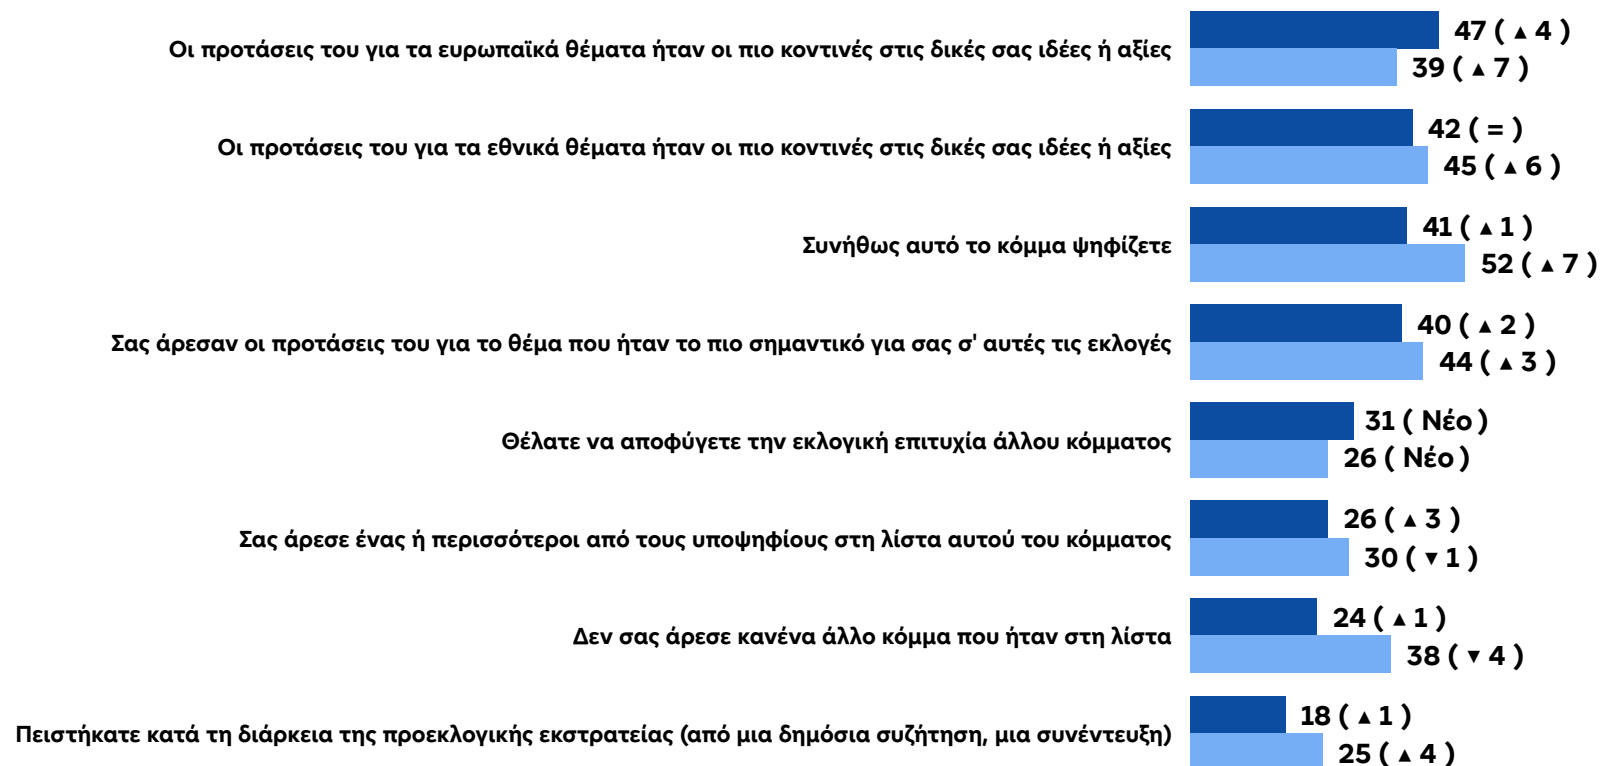 Οι προτάσεις του για τα ευρωπαϊκά θέματα ήταν οι πιο κοντινές στις δικές σας ιδέες ή αξίες
47 ( ▲ 4 )
39 ( ▲ 7 )
Οι προτάσεις του για τα εθνικά θέματα ήταν οι πιο κοντινές στις δικές σας ιδέες ή αξίες
42 ( = )
45 ( ▲ 6 )
Συνήθως αυτό το κόμμα ψηφίζετε
41 ( ▲ 1 )
52 ( ▲ 7 )
Σας άρεσαν οι προτάσεις του για το θέμα που ήταν το πιο σημαντικό για σας σ' αυτές τις εκλογές
40 ( ▲ 2 )
44 ( ▲ 3 )
Θέλατε να αποφύγετε την εκλογική επιτυχία άλλου κόμματος
31 ( Νέο )
26 ( Νέο )
Σας άρεσε ένας ή περισσότεροι από τους υποψηφίους στη λίστα αυτού του κόμματος
26 ( ▲ 3 )
30 ( ▼ 1 )
Δεν σας άρεσε κανένα άλλο κόμμα που ήταν στη λίστα
24 ( ▲ 1 )
38 ( ▼ 4 )
Πειστήκατε κατά τη διάρκεια της προεκλογικής εκστρατείας (από μια δημόσια συζήτηση, μια συνέντευξη)
18 ( ▲ 1 )
25 ( ▲ 4 )